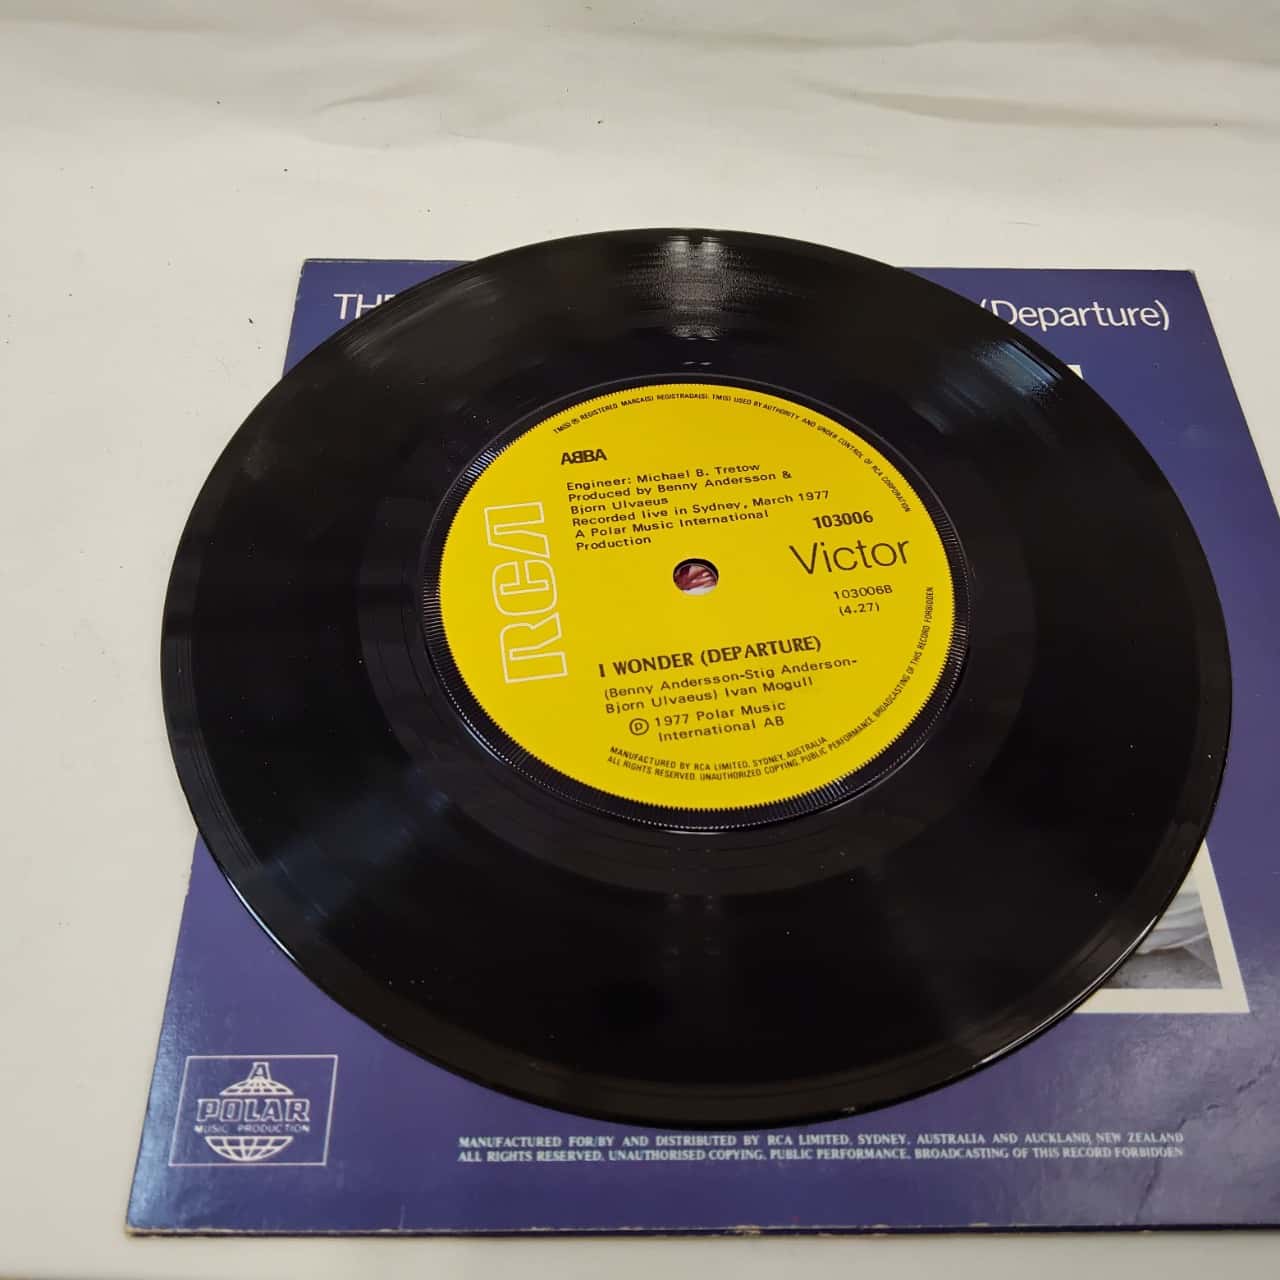 (Departure)
TM(S) ® REGISTERED MARCA(S) REGISTRADA(S). TM(S) USED BY AUTHORITY AND UNDER CONTROL OF RCA CORPORATION
ABBA
Engineer: Michael B. Tretow
Produced by Benny Andersson &
Bjorn Ulvaeus
Recorded live in Sydney, March 1977
A Polar Music International
Production
RCA
103006
Victor
103006B
(4.27)
I WONDER (DEPARTURE)
(Benny Andersson-Stig Anderson-
Bjorn Ulvaeus) Ivan Mogull
Ⓟ 1977 Polar Music
International AB
MANUFACTURED BY RCA LIMITED, SYDNEY, AUSTRALIA.
ALL RIGHTS RESERVED. UNAUTHORIZED COPYING, PUBLIC PERFORMANCE, BROADCASTING OF THIS RECORD FORBIDDEN
A
POLAR
MUSIC PRODUCTION
MANUFACTURED FOR/BY AND DISTRIBUTED BY RCA LIMITED, SYDNEY, AUSTRALIA AND AUCKLAND, NEW ZEALAND
ALL RIGHTS RESERVED, UNAUTHORISED COPYING, PUBLIC PERFORMANCE, BROADCASTING OF THIS RECORD FORBIDDEN